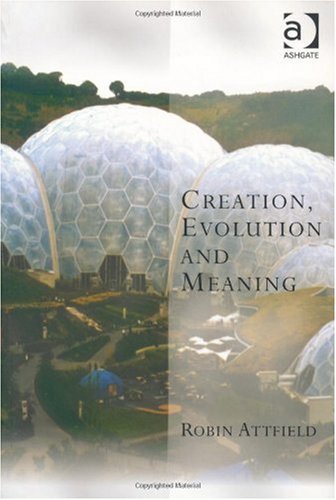 Copyrighted Material
a
ASHGATE
CREATION,
EVOLUTION
AND
MEANING
ROBIN ATTFIELD
Copyrighted Material